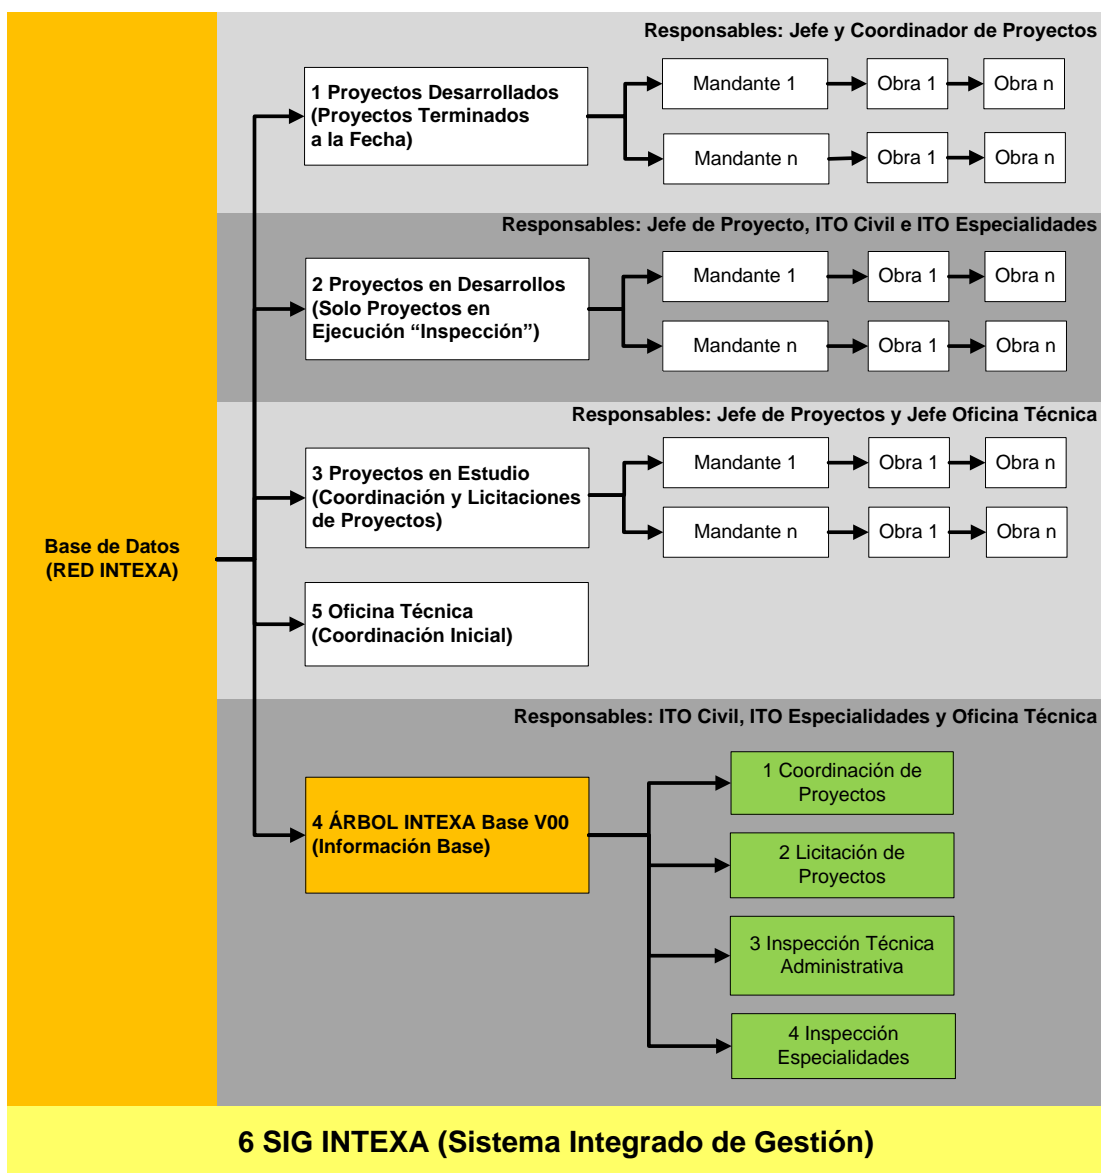 Responsables: Jefe y Coordinador de Proyectos
1 Proyectos Desarrollados
(Proyectos Terminados
a la Fecha)
Mandante 1
Obra 1
Obra n
Mandante n
Obra 1
Obra n
Responsables: Jefe de Proyecto, ITO Civil e ITO Especialidades
2 Proyectos en Desarrollos
(Solo Proyectos en
Ejecución “Inspección”)
Mandante 1
Obra 1
Obra n
Mandante n
Obra 1
Obra n
Responsables: Jefe de Proyectos y Jefe Oficina Técnica
3 Proyectos en Estudio
(Coordinación y Licitaciones
de Proyectos)
Mandante 1
Obra 1
Obra n
Mandante n
Obra 1
Obra n
Base de Datos
(RED INTEXA)
5 Oficina Técnica
(Coordinación Inicial)
Responsables: ITO Civil, ITO Especialidades y Oficina Técnica
4 ÁRBOL INTEXA Base V00
(Información Base)
1 Coordinación de
Proyectos
2 Licitación de
Proyectos
3 Inspección Técnica
Administrativa
4 Inspección
Especialidades
6 SIG INTEXA (Sistema Integrado de Gestión)